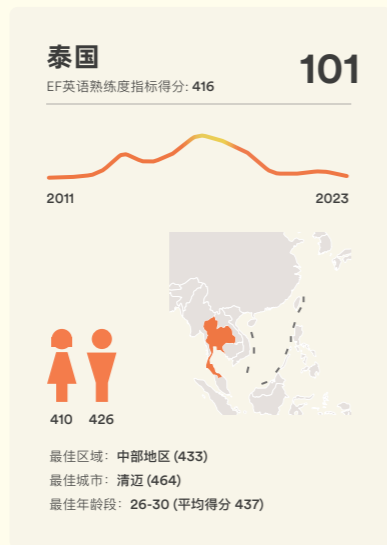 泰国
101
EF英语熟练度指标得分: 416
2011 2023
410 426
最佳区域：中部地区 (433)
最佳城市：清迈 (464)
最佳年龄段：26-30 (平均得分 437)